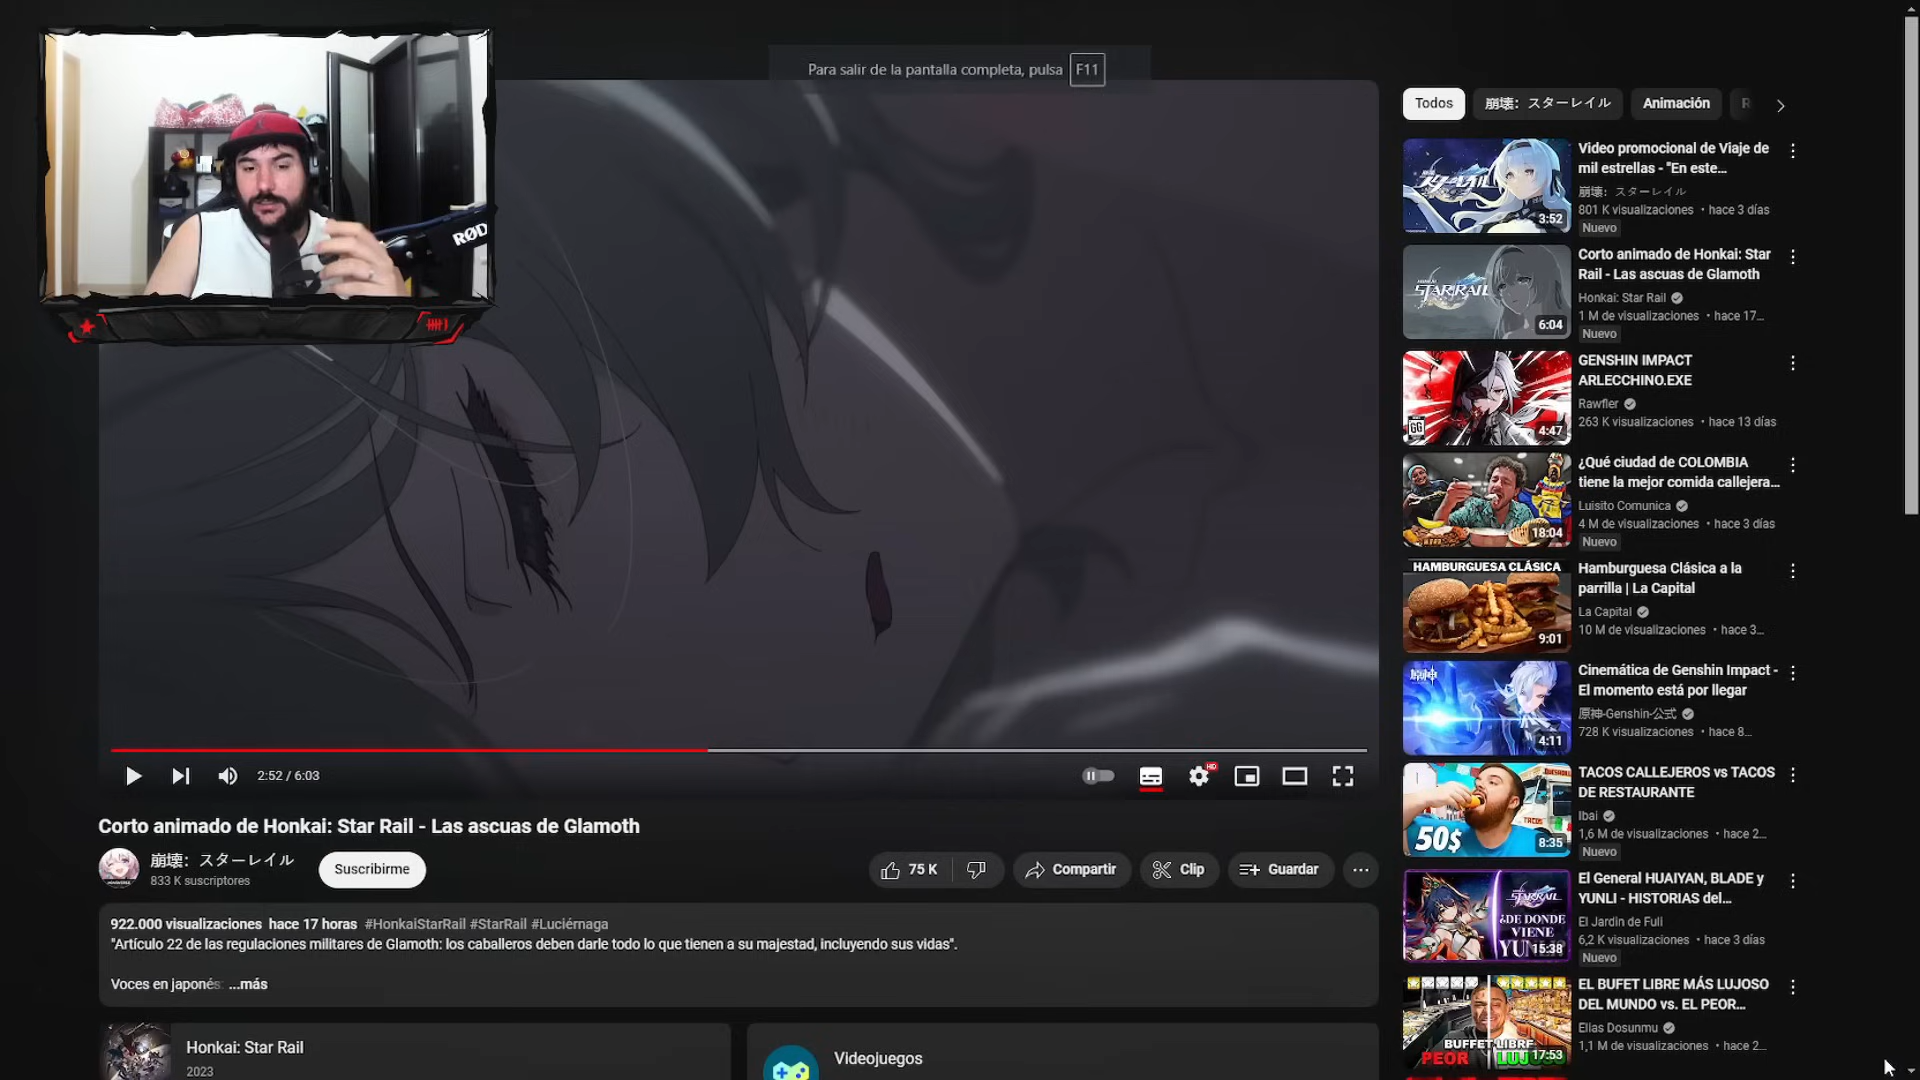 Para salir de la pantalla completa, pulsa F11
RØD
2:52 / 6:03
Corto animado de Honkai: Star Rail - Las ascuas de Glamoth
崩壊：スターレイル
833 K suscriptores
Suscribirme
75 K
Compartir
Clip
Guardar
922.000 visualizaciones hace 17 horas #HonkaiStarRail #StarRail #Luciérnaga
"Artículo 22 de las regulaciones militares de Glamoth: los caballeros deben darle todo lo que tienen a su majestad, incluyendo sus vidas".
Voces en japonés: ...más
Honkai: Star Rail
2023
Videojuegos
Todos
崩壊：スターレイル
Animación
R
Video promocional de Viaje de
mil estrellas - "En este...
崩壊：スターレイル
801 K visualizaciones • hace 3 días
Nuevo
3:52
Corto animado de Honkai: Star
Rail - Las ascuas de Glamoth
Honkai: Star Rail
1 M de visualizaciones • hace 17...
Nuevo
STAR RAIL
6:04
GENSHIN IMPACT
ARLECCHINO.EXE
Rawfler
263 K visualizaciones • hace 13 días
GG
4:47
¿Qué ciudad de COLOMBIA
tiene la mejor comida callejera...
Luisito Comunica
4 M de visualizaciones • hace 3 días
Nuevo
18:04
HAMBURGUESA CLÁSICA
Hamburguesa Clásica a la
parrilla | La Capital
La Capital
10 M de visualizaciones • hace 3...
9:01
Cinemática de Genshin Impact -
El momento está por llegar
原神-Genshin-公式
728 K visualizaciones • hace 8...
4:11
TACOS CALLEJEROS vs TACOS
DE RESTAURANTE
Ibai
1,6 M de visualizaciones • hace 2...
Nuevo
TACOS
50$
8:35
El General HUAIYAN, BLADE y
YUNLI - HISTORIAS del...
El Jardin de Fuli
6,2 K visualizaciones • hace 3 días
Nuevo
STAR RAIL
¿DE DONDE
VIENE
YUN
15:38
EL BUFET LIBRE MÁS LUJOSO
DEL MUNDO vs. EL PEOR...
Ellas Dosunmu
1,1 M de visualizaciones • hace 2...
BUFFET LIBRE
PEOR
17:53